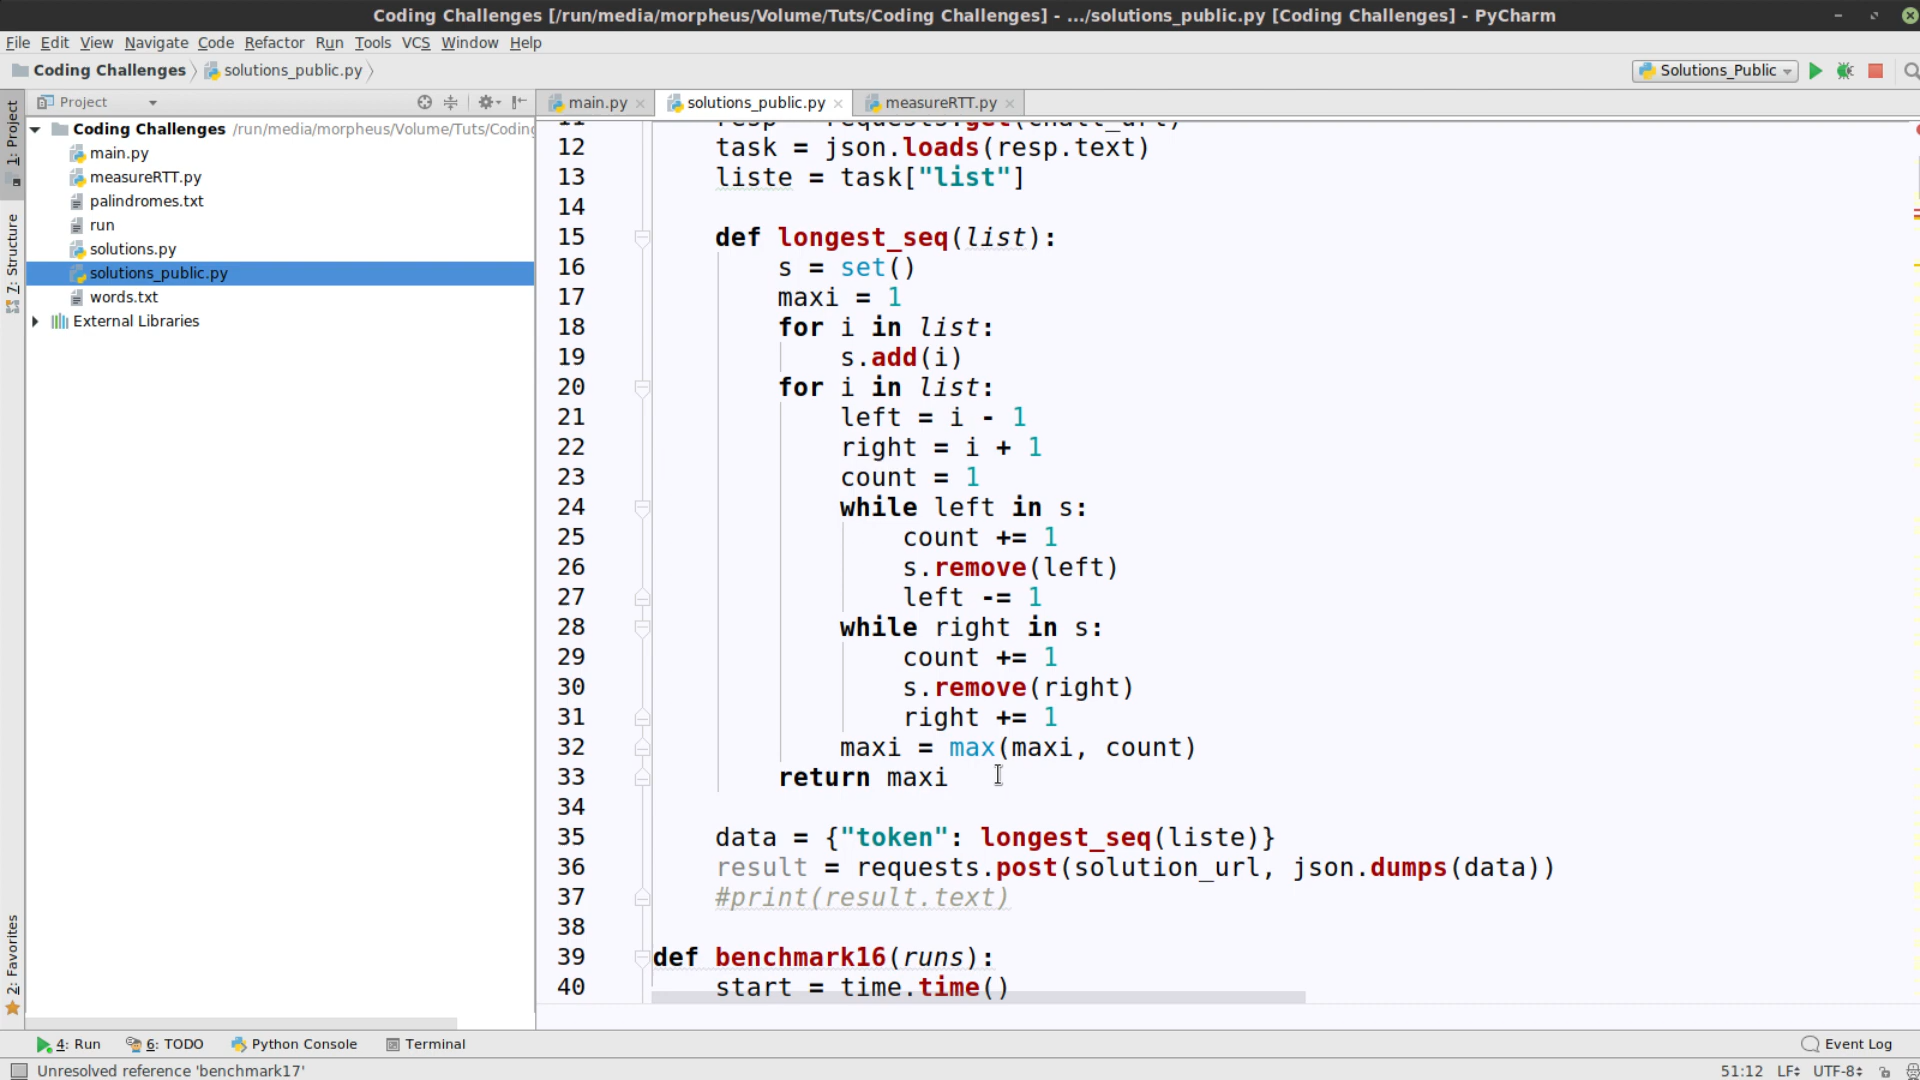 Coding Challenges [/run/media/morpheus/Volume/Tuts/Coding Challenges] - .../solutions_public.py [Coding Challenges] - PyCharm
File Edit View Navigate Code Refactor Run Tools VCS Window Help
Coding Challenges solutions_public.py
Solutions_Public
1: Project
7: Structure
2: Favorites
Project
Coding Challenges /run/media/morpheus/Volume/Tuts/Coding
main.py
measureRTT.py
palindromes.txt
run
solutions.py
solutions_public.py
words.txt
External Libraries
main.py solutions_public.py measureRTT.py
11 resp = requests.get(chall_url)
12 task = json.loads(resp.text)
13 liste = task["list"]
14
15 def longest_seq(list):
16 s = set()
17 maxi = 1
18 for i in list:
19 s.add(i)
20 for i in list:
21 left = i - 1
22 right = i + 1
23 count = 1
24 while left in s:
25 count += 1
26 s.remove(left)
27 left -= 1
28 while right in s:
29 count += 1
30 s.remove(right)
31 right += 1
32 maxi = max(maxi, count)
33 return maxi
34
35 data = {"token": longest_seq(liste)}
36 result = requests.post(solution_url, json.dumps(data))
37 #print(result.text)
38
39 def benchmark16(runs):
40 start = time.time()
4: Run 6: TODO Python Console Terminal Event Log
Unresolved reference 'benchmark17' 51:12 LF UTF-8